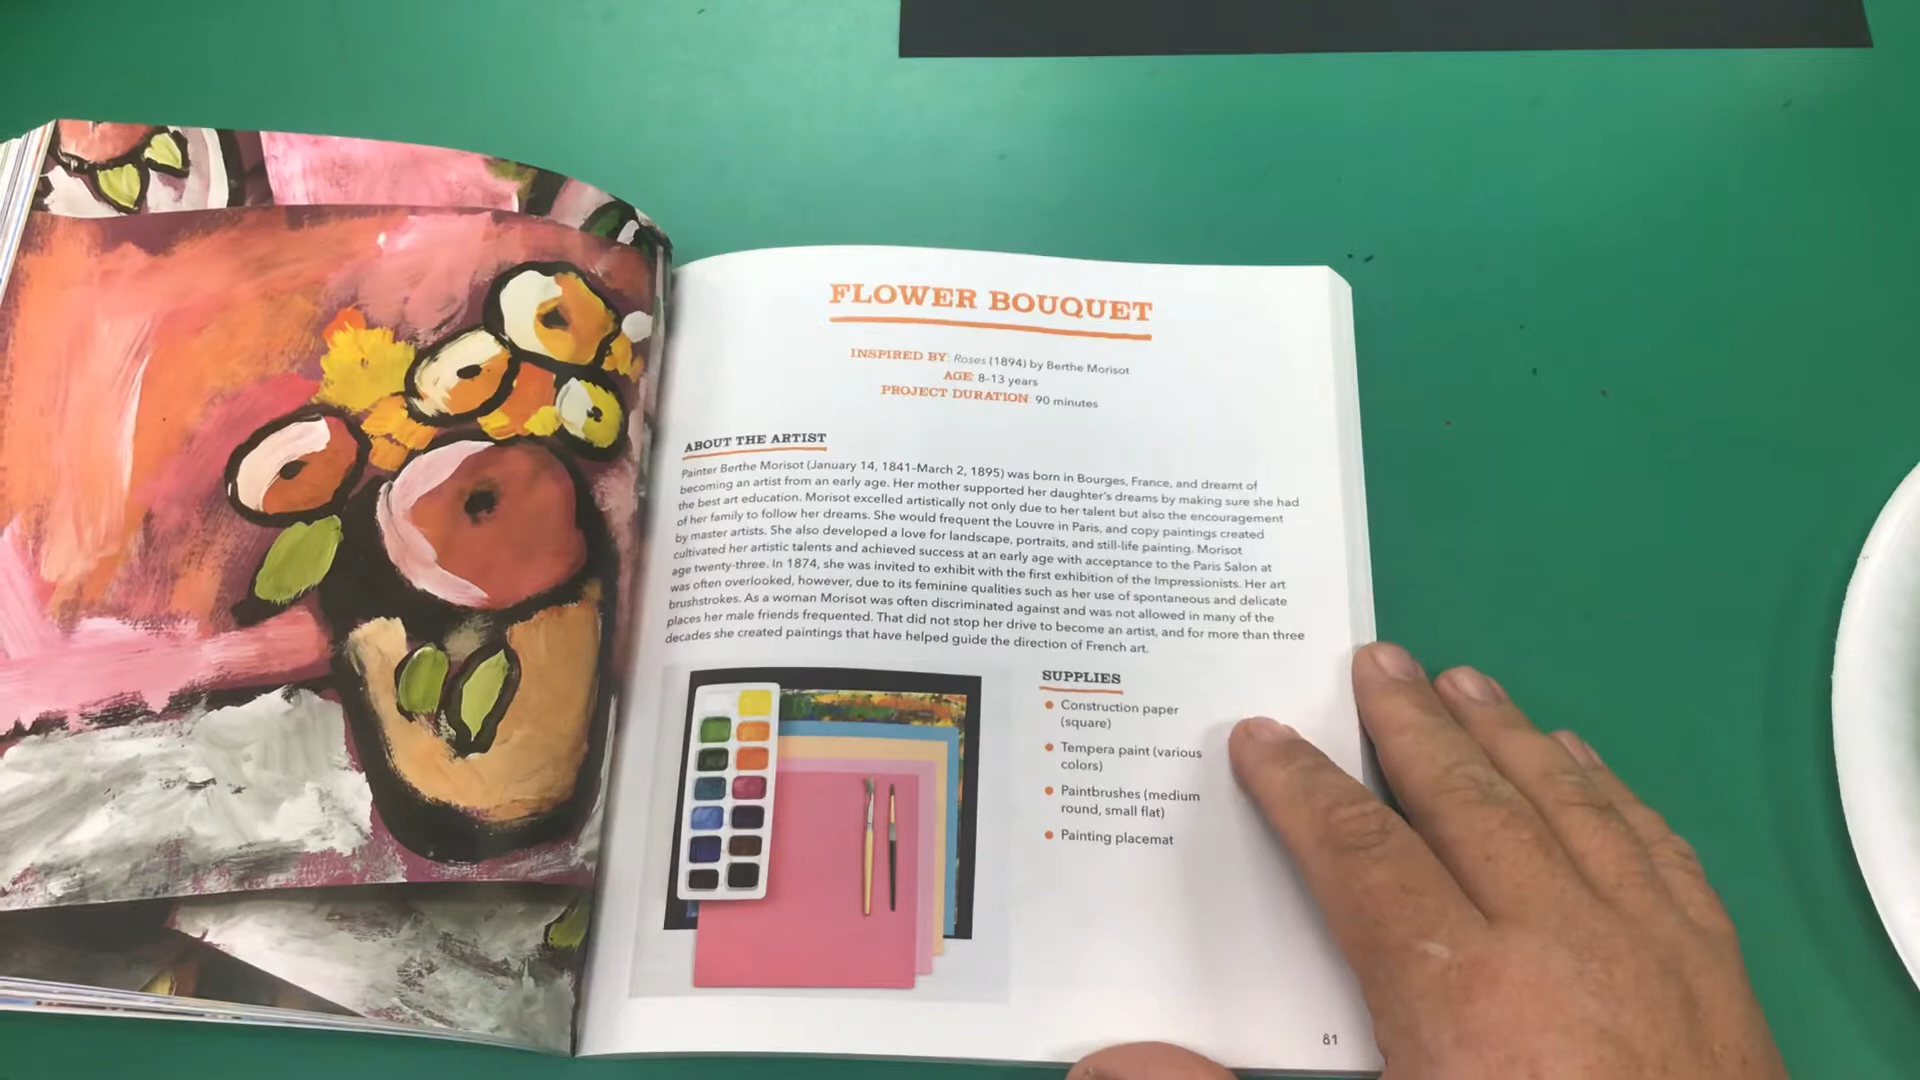 FLOWER BOUQUET
INSPIRED BY: Roses (1894) by Berthe Morisot
AGE: 8-13 years
PROJECT DURATION: 90 minutes
ABOUT THE ARTIST
Painter Berthe Morisot (January 14, 1841-March 2, 1895) was born in Bourges, France, and dreamt of
becoming an artist from an early age. Her mother supported her daughter's dreams by making sure she had
the best art education. Morisot excelled artistically not only due to her talent but also the encouragement
of her family to follow her dreams. She would frequent the Louvre in Paris, and copy paintings created
by master artists. She also developed a love for landscape, portraits, and still-life painting. Morisot
cultivated her artistic talents and achieved success at an early age with acceptance to the Paris Salon at
age twenty-three. In 1874, she was invited to exhibit with the first exhibition of the Impressionists. Her art
was often overlooked, however, due to its feminine qualities such as her use of spontaneous and delicate
brushstrokes. As a woman Morisot was often discriminated against and was not allowed in many of the
places her male friends frequented. That did not stop her drive to become an artist, and for more than three
decades she created paintings that have helped guide the direction of French art.
SUPPLIES
• Construction paper
(square)
• Tempera paint (various
colors)
• Paintbrushes (medium
round, small flat)
• Painting placemat
81